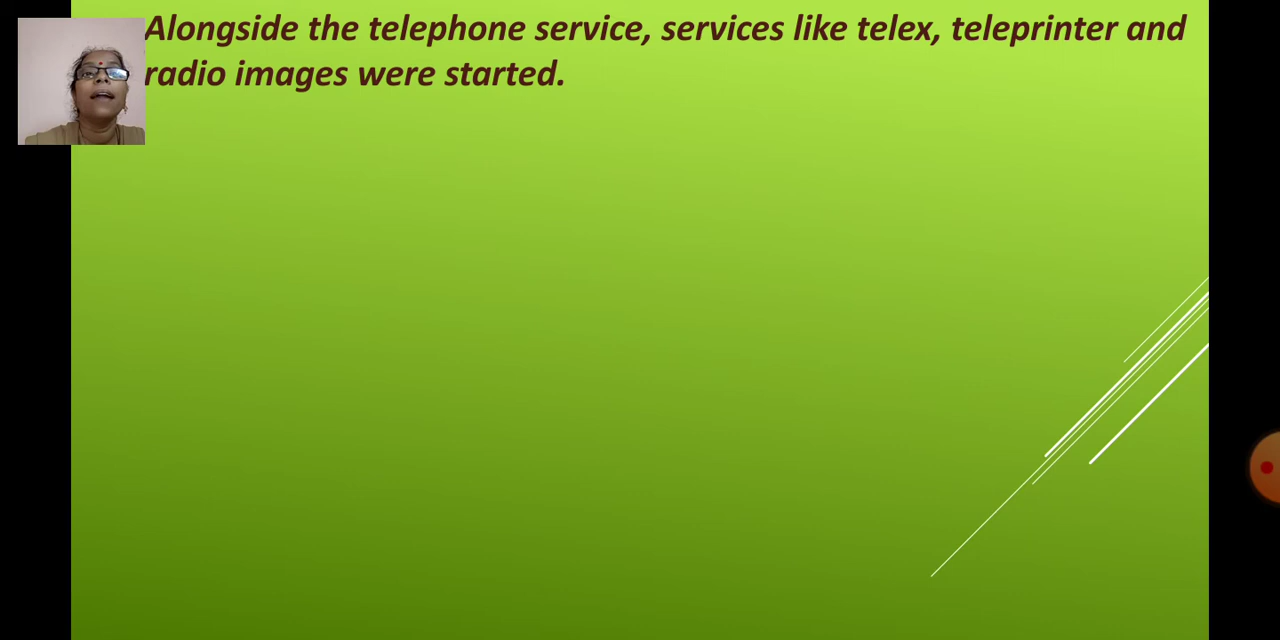 Alongside the telephone service, services like telex, teleprinter and
radio images were started.